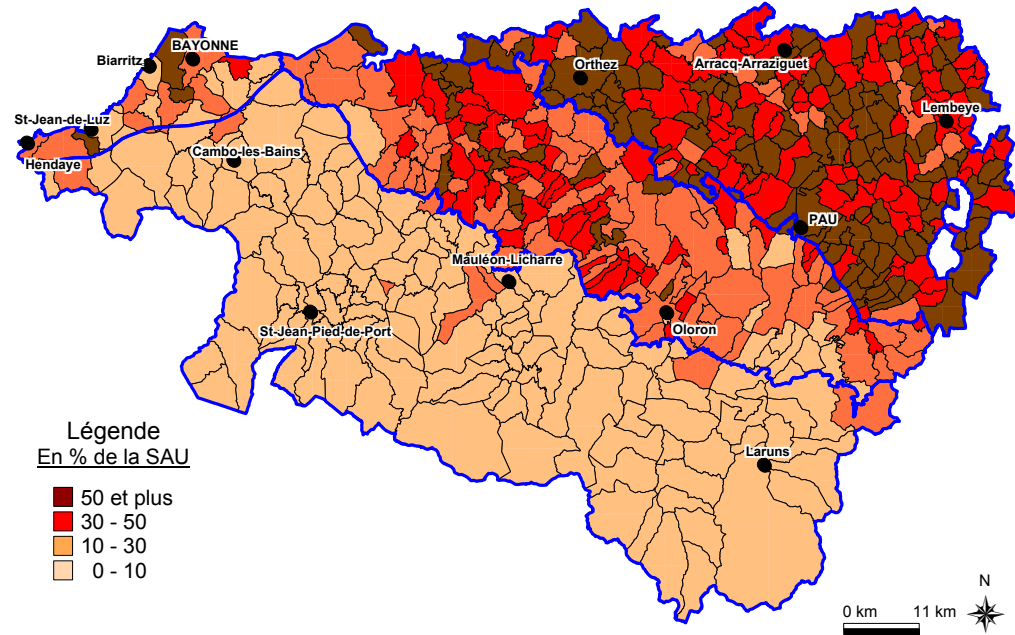 BAYONNE
Biarritz
Orthez
Arracq-Arraziguet
Lembeye
St-Jean-de-Luz
Hendaye
Cambo-les-Bains
PAU
Mauléon-Licharre
St-Jean-Pied-de-Port
Oloron
Laruns
Légende
En % de la SAU
50 et plus
30 - 50
10 - 30
0 - 10
N
0 km 11 km